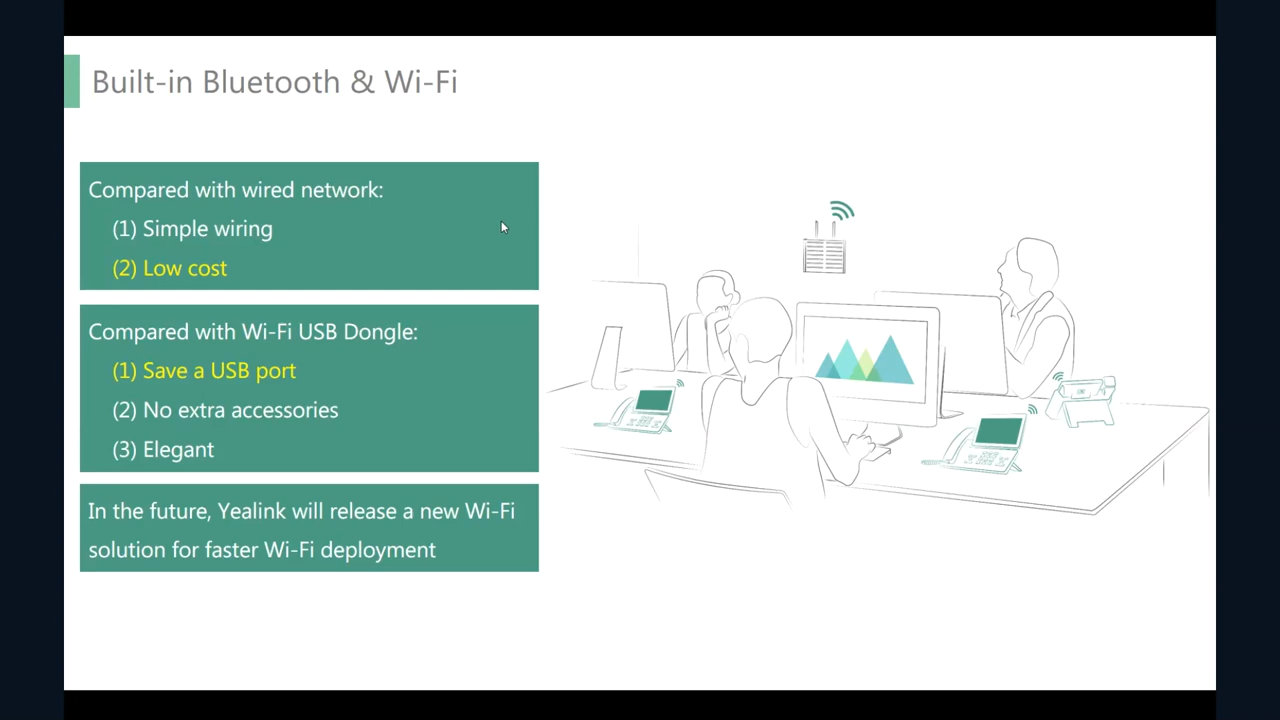 Built-in Bluetooth & Wi-Fi
Compared with wired network:
(1) Simple wiring
(2) Low cost
Compared with Wi-Fi USB Dongle:
(1) Save a USB port
(2) No extra accessories
(3) Elegant
In the future, Yealink will release a new Wi-Fi
solution for faster Wi-Fi deployment